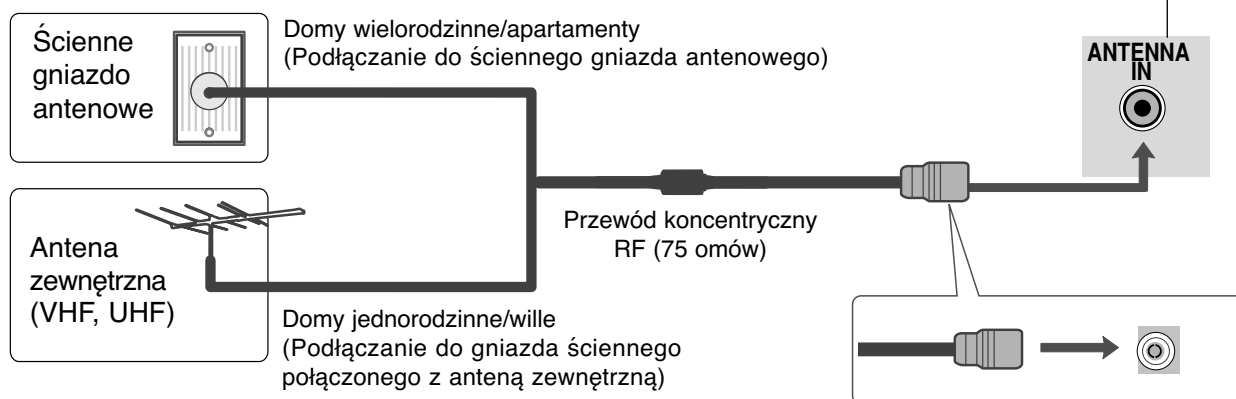 Ścienne
gniazdo
antenowe
Domy wielorodzinne/apartamenty
(Podłączanie do ściennego gniazda antenowego)
ANTENNA
IN
Przewód koncentryczny
RF (75 omów)
Antena
zewnętrzna
(VHF, UHF)
Domy jednorodzinne/wille
(Podłączanie do gniazda ściennego
połączonego z anteną zewnętrzną)